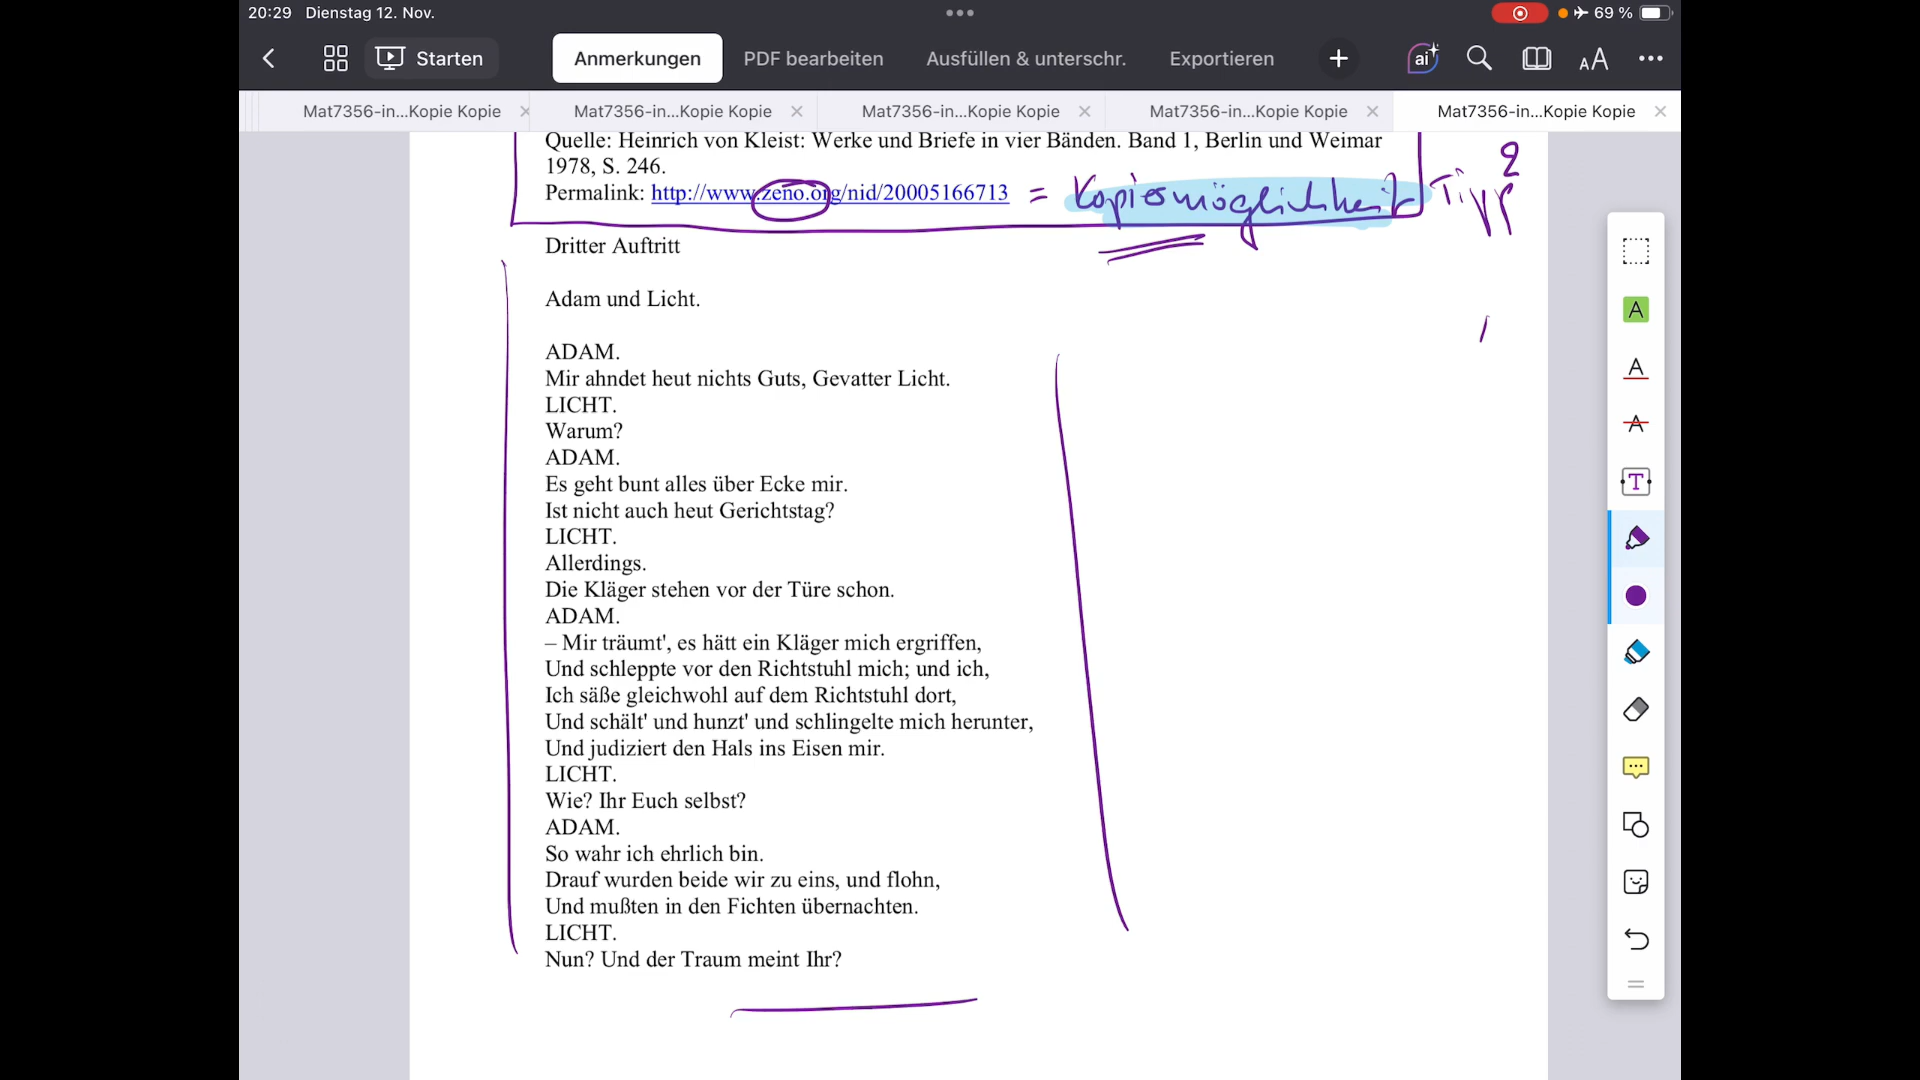 20:29 Dienstag 12. Nov.
69 %
Starten
Anmerkungen
PDF bearbeiten
Ausfüllen & unterschr.
Exportieren
ai
AA
Mat7356-in...Kopie Kopie
Mat7356-in...Kopie Kopie
Mat7356-in...Kopie Kopie
Mat7356-in...Kopie Kopie
Mat7356-in...Kopie Kopie
Quelle: Heinrich von Kleist: Werke und Briefe in vier Bänden. Band 1, Berlin und Weimar
1978, S. 246.
Permalink: http://www.zeno.org/nid/20005166713 = Kopiermöglichkeit Tipp 2
Dritter Auftritt
Adam und Licht.
ADAM.
Mir ahndet heut nichts Guts, Gevatter Licht.
LICHT.
Warum?
ADAM.
Es geht bunt alles über Ecke mir.
Ist nicht auch heut Gerichtstag?
LICHT.
Allerdings.
Die Kläger stehen vor der Türe schon.
ADAM.
– Mir träumt', es hätt ein Kläger mich ergriffen,
Und schleppte vor den Richtstuhl mich; und ich,
Ich säße gleichwohl auf dem Richtstuhl dort,
Und schält' und hunzt' und schlingelte mich herunter,
Und judiziert den Hals ins Eisen mir.
LICHT.
Wie? Ihr Euch selbst?
ADAM.
So wahr ich ehrlich bin.
Drauf wurden beide wir zu eins, und flohn,
Und mußten in den Fichten übernachten.
LICHT.
Nun? Und der Traum meint Ihr?
A
A
A
T